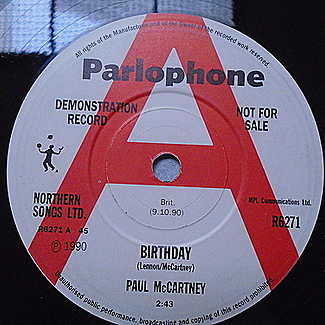 All rights of the Manufacturer and of the Owner of the recorded work reserved.
A
Parlophone
DEMONSTRATION
RECORD
NOT FOR
SALE
Brit.
(9.10.90)
NORTHERN
SONGS LTD.
MPL Communications Ltd.
R6271 A 45
R6271
Ⓟ 1990
BIRTHDAY
(Lennon/McCartney)
PAUL McCARTNEY
2:43
Unauthorised public performance, broadcasting and copying of this record prohibited.